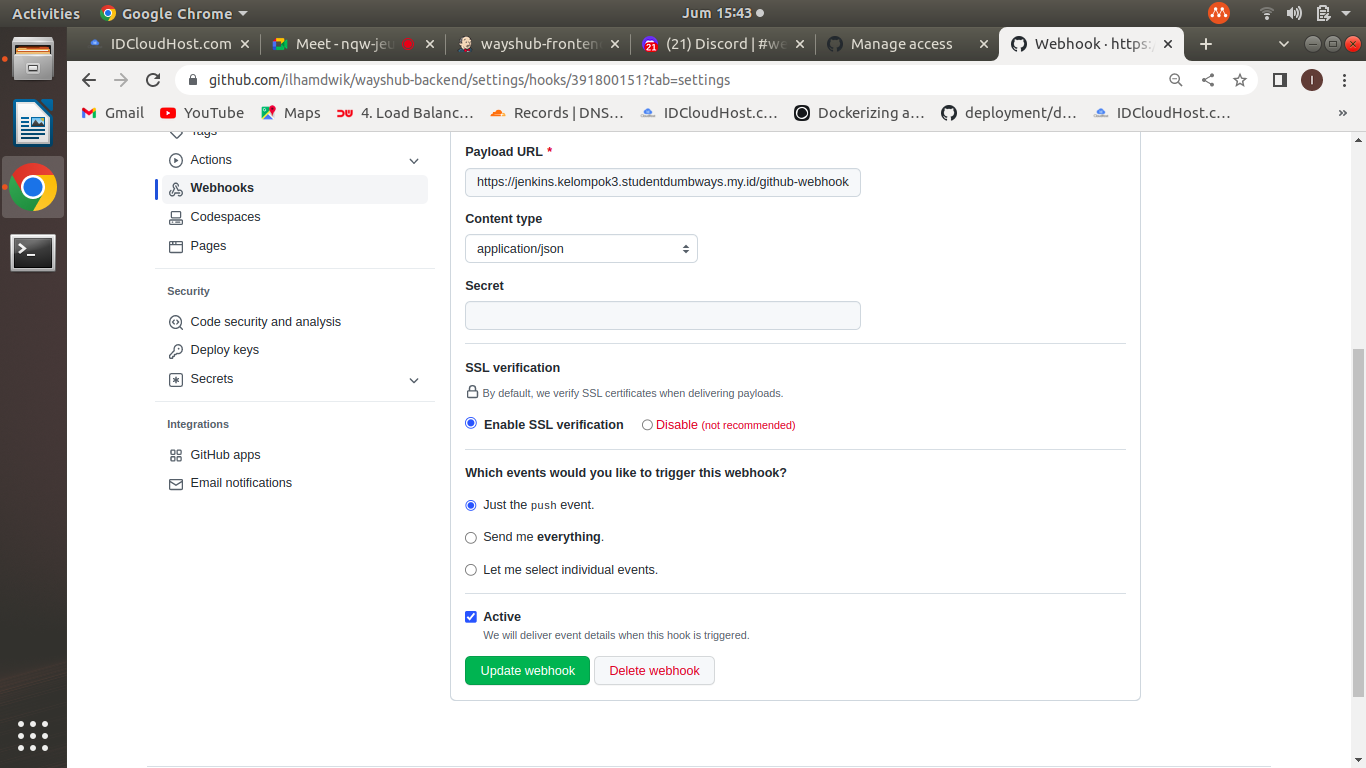 Activities
Google Chrome
Jum 15:43
IDCloudHost.com
Meet - nqw-jeu
wayshub-fronten
(21) Discord | #we
Manage access
Webhook · https:/
github.com/ilhamdwik/wayshub-backend/settings/hooks/391800151?tab=settings
I
Gmail
YouTube
Maps
4. Load Balanc…
Records | DNS…
IDCloudHost.c…
Dockerizing a…
deployment/d…
IDCloudHost.c…
»
Tags
Actions
Webhooks
Codespaces
Pages
Security
Code security and analysis
Deploy keys
Secrets
Integrations
GitHub apps
Email notifications
Payload URL *
https://jenkins.kelompok3.studentdumbways.my.id/github-webhook
Content type
application/json
Secret
SSL verification
By default, we verify SSL certificates when delivering payloads.
Enable SSL verification
Disable (not recommended)
Which events would you like to trigger this webhook?
Just the push event.
Send me everything.
Let me select individual events.
Active
We will deliver event details when this hook is triggered.
Update webhook
Delete webhook